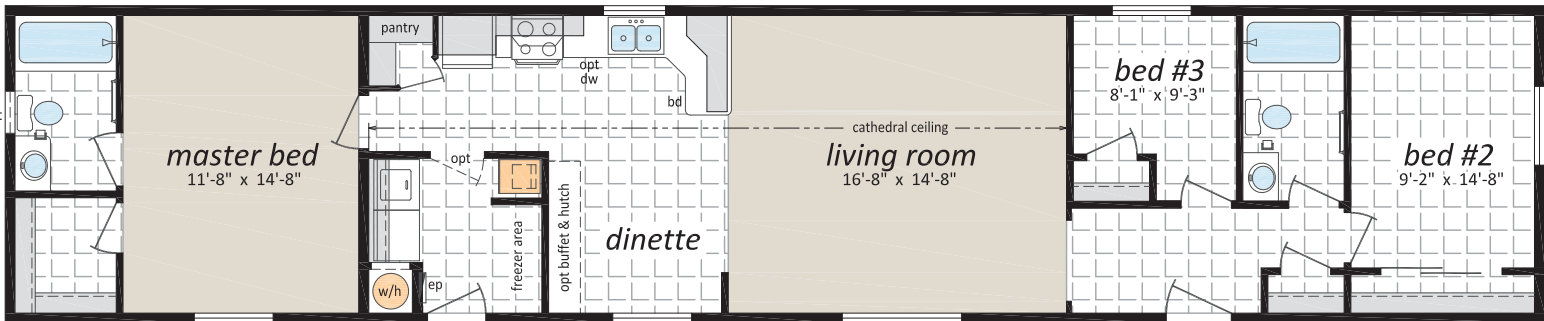 pantry
opt
dw
bd
cathedral ceiling
master bed
11'-8" x 14'-8"
opt
living room
16'-8" x 14'-8"
bed #3
8'-1" x 9'-3"
bed #2
9'-2" x 14'-8"
dinette
opt buffet & hutch
freezer area
ep
w/h